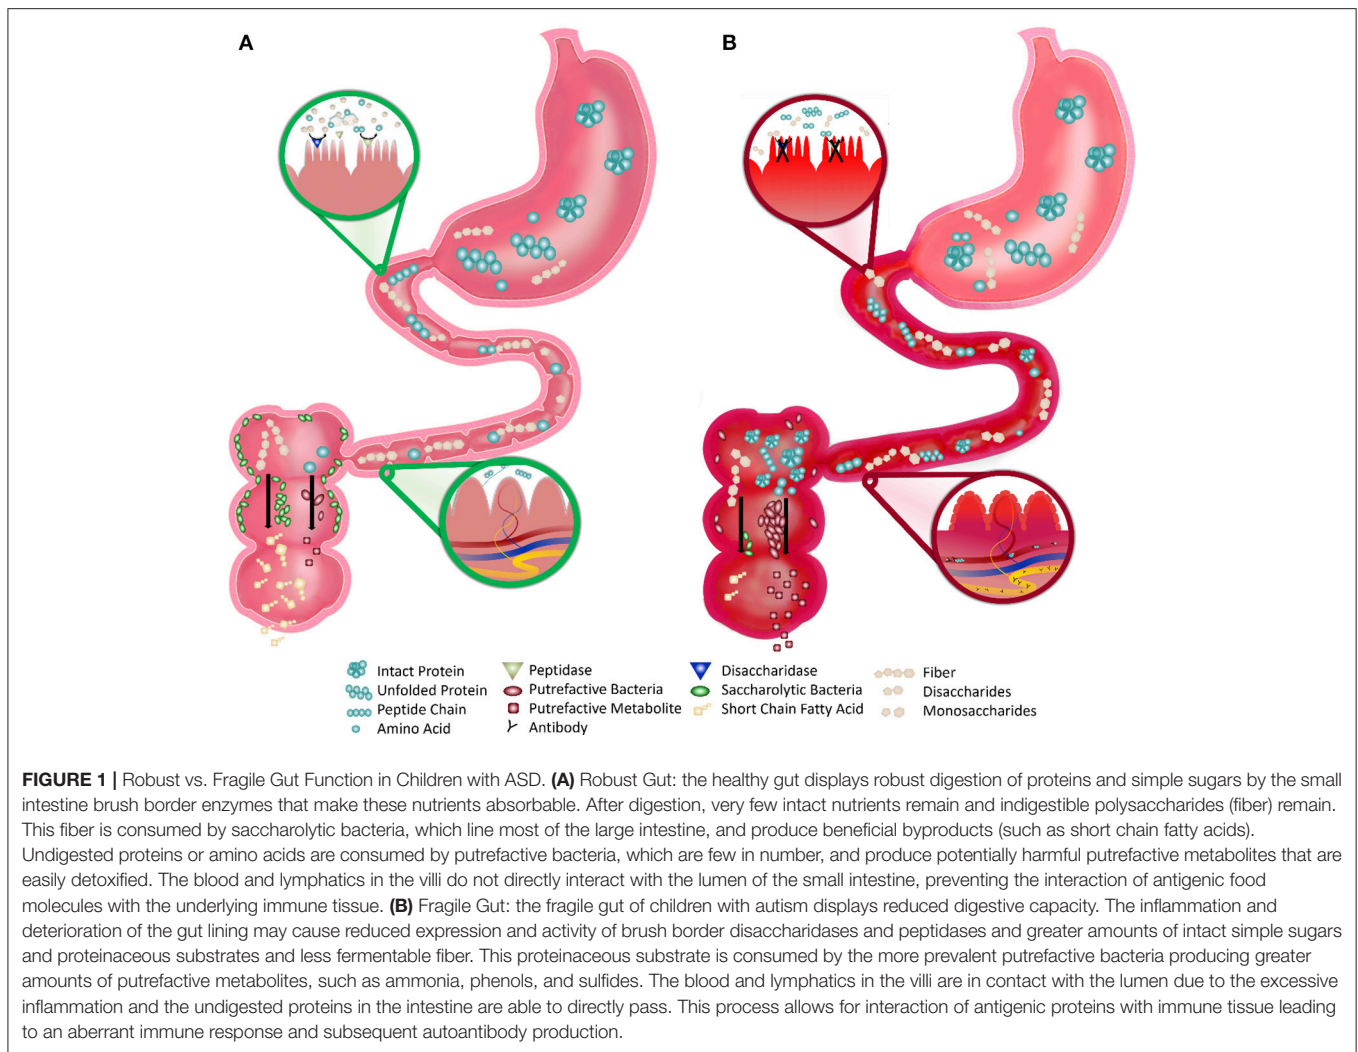 A
B
Intact Protein
Peptidase
Disaccharidase
Fiber
Unfolded Protein
Putrefactive Bacteria
Saccharolytic Bacteria
Disaccharides
Peptide Chain
Putrefactive Metabolite
Short Chain Fatty Acid
Monosaccharides
Amino Acid
Antibody
FIGURE 1 | Robust vs. Fragile Gut Function in Children with ASD. (A) Robust Gut: the healthy gut displays robust digestion of proteins and simple sugars by the small
intestine brush border enzymes that make these nutrients absorbable. After digestion, very few intact nutrients remain and indigestible polysaccharides (fiber) remain.
This fiber is consumed by saccharolytic bacteria, which line most of the large intestine, and produce beneficial byproducts (such as short chain fatty acids).
Undigested proteins or amino acids are consumed by putrefactive bacteria, which are few in number, and produce potentially harmful putrefactive metabolites that are
easily detoxified. The blood and lymphatics in the villi do not directly interact with the lumen of the small intestine, preventing the interaction of antigenic food
molecules with the underlying immune tissue. (B) Fragile Gut: the fragile gut of children with autism displays reduced digestive capacity. The inflammation and
deterioration of the gut lining may cause reduced expression and activity of brush border disaccharidases and peptidases and greater amounts of intact simple sugars
and proteinaceous substrates and less fermentable fiber. This proteinaceous substrate is consumed by the more prevalent putrefactive bacteria producing greater
amounts of putrefactive metabolites, such as ammonia, phenols, and sulfides. The blood and lymphatics in the villi are in contact with the lumen due to the excessive
inflammation and the undigested proteins in the intestine are able to directly pass. This process allows for interaction of antigenic proteins with immune tissue leading
to an aberrant immune response and subsequent autoantibody production.